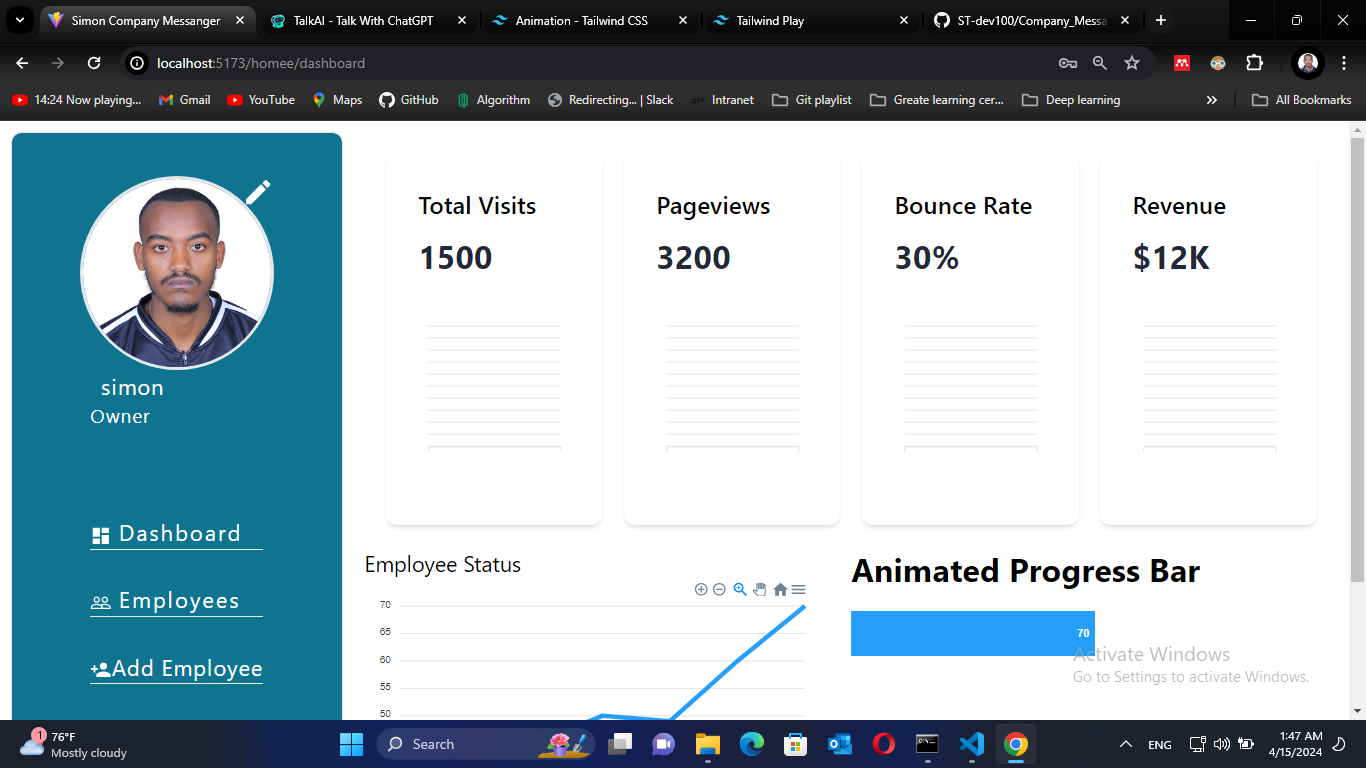 Simon Company Messanger
TalkAI - Talk With ChatGPT
Animation - Tailwind CSS
Tailwind Play
ST-dev100/Company_Messa
localhost:5173/homee/dashboard
14:24 Now playing...
Gmail
YouTube
Maps
GitHub
Algorithm
Redirecting... | Slack
Intranet
Git playlist
Greate learning cer...
Deep learning
All Bookmarks
simon
Owner
Dashboard
Employees
Add Employee
Total Visits
1500
Pageviews
3200
Bounce Rate
30%
Revenue
$12K
Employee Status
70
65
60
55
50
Animated Progress Bar
70
Activate Windows
Go to Settings to activate Windows.
1
76°F
Mostly cloudy
Search
ENG
1:47 AM
4/15/2024